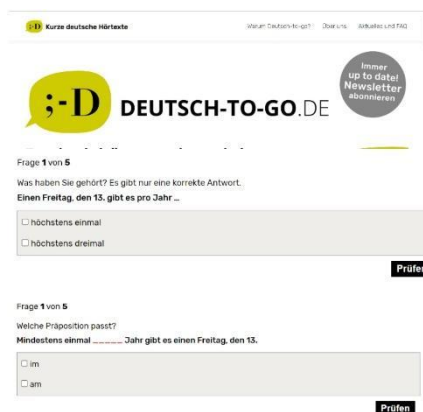 ;-D Kurze deutsche Hörtexte
Warum Deutsch-to-go?
Über uns
Aktuelles und FAQ
Immer
up to date!
Newsletter
abonnieren
;-D DEUTSCH-TO-GO.DE
Frage 1 von 5
Was haben Sie gehört? Es gibt nur eine korrekte Antwort.
Einen Freitag, den 13. gibt es pro Jahr ...
höchstens einmal
höchstens dreimal
Prüfen
Frage 1 von 5
Welche Präposition passt?
Mindestens einmal _____ Jahr gibt es einen Freitag, den 13.
im
am
Prüfen